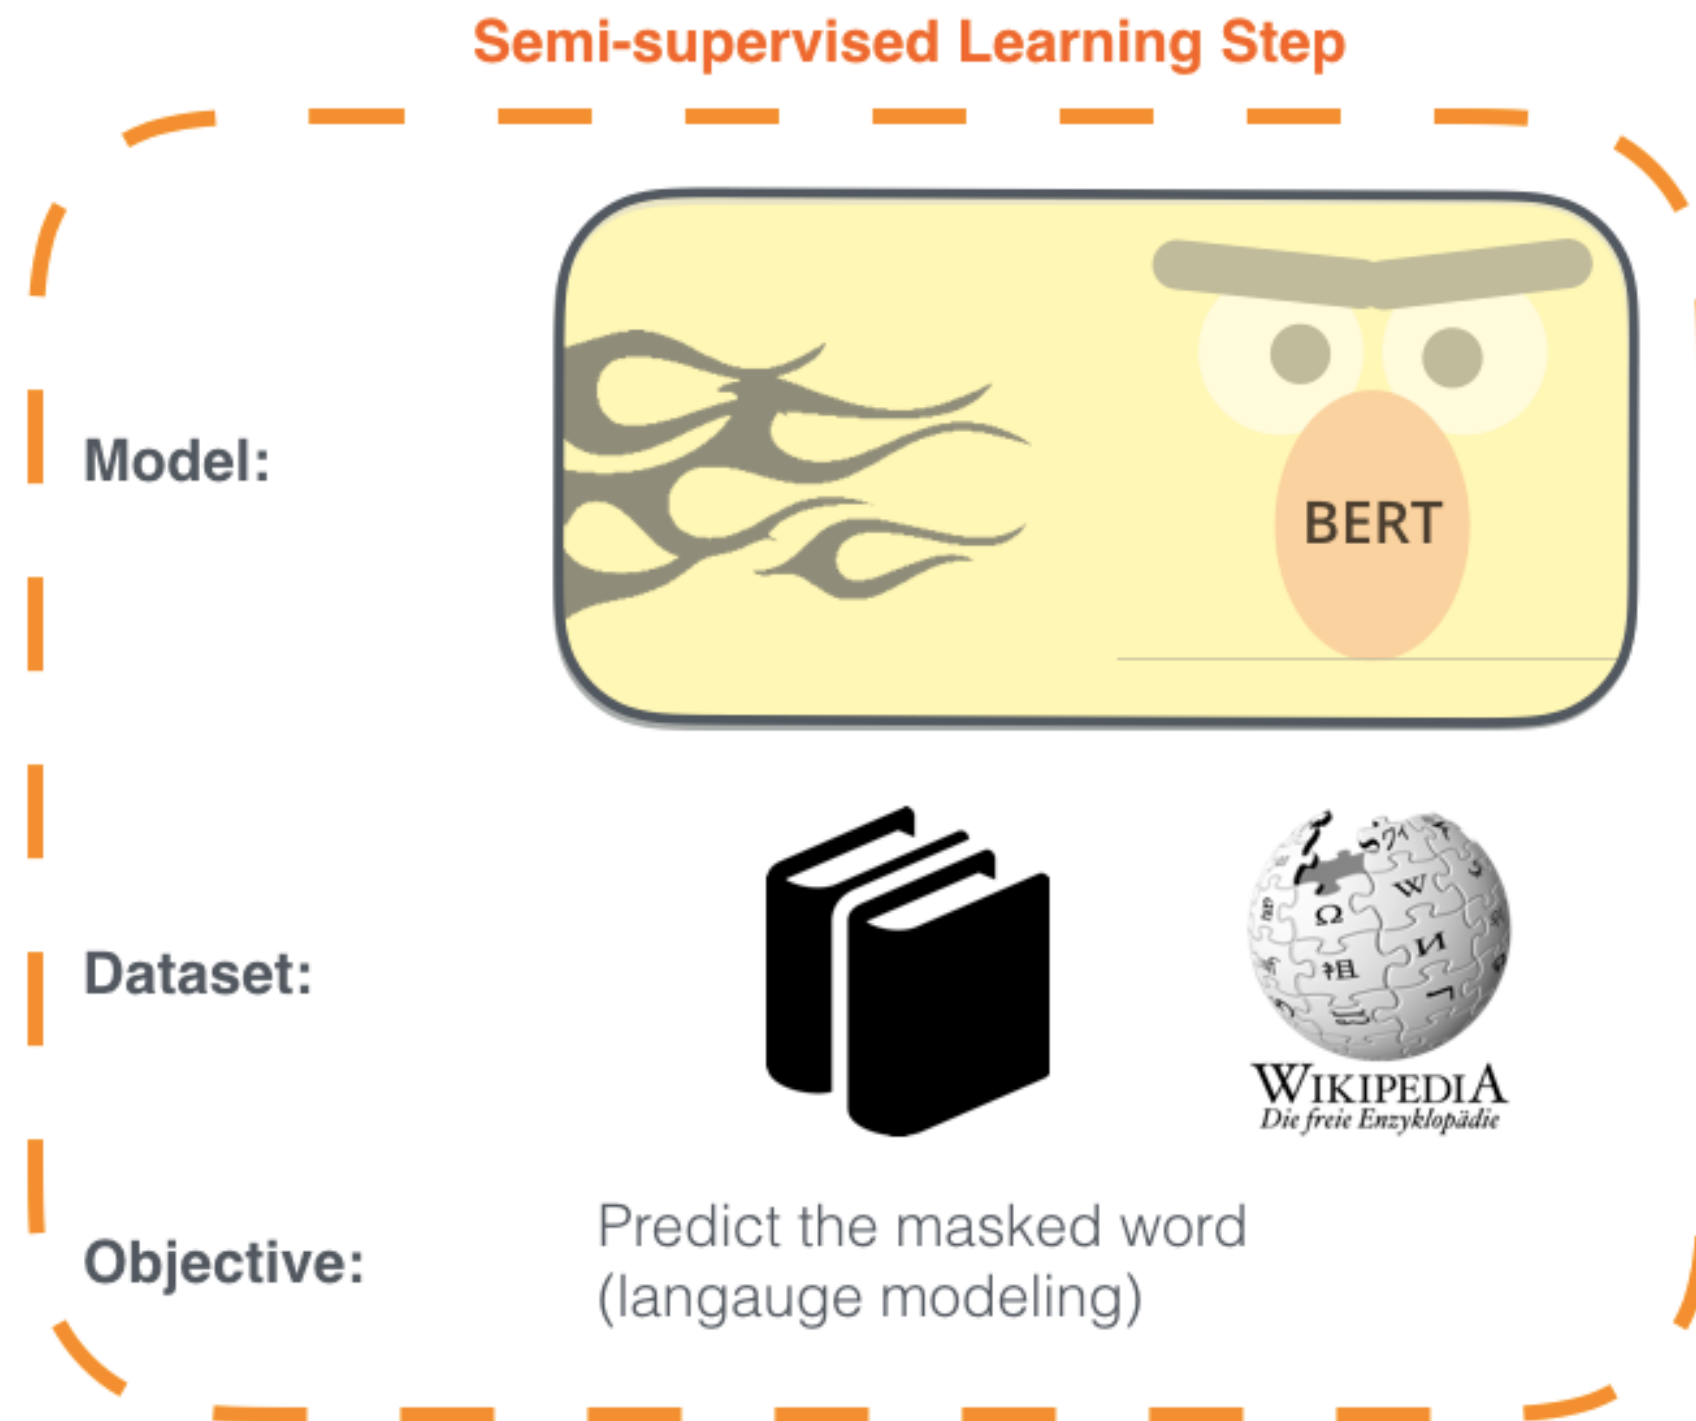 Semi-supervised Learning Step
Model:
BERT
Dataset:
WIKIPEDIA
Die freie Enzyklopädie
Objective:
Predict the masked word
(langauge modeling)